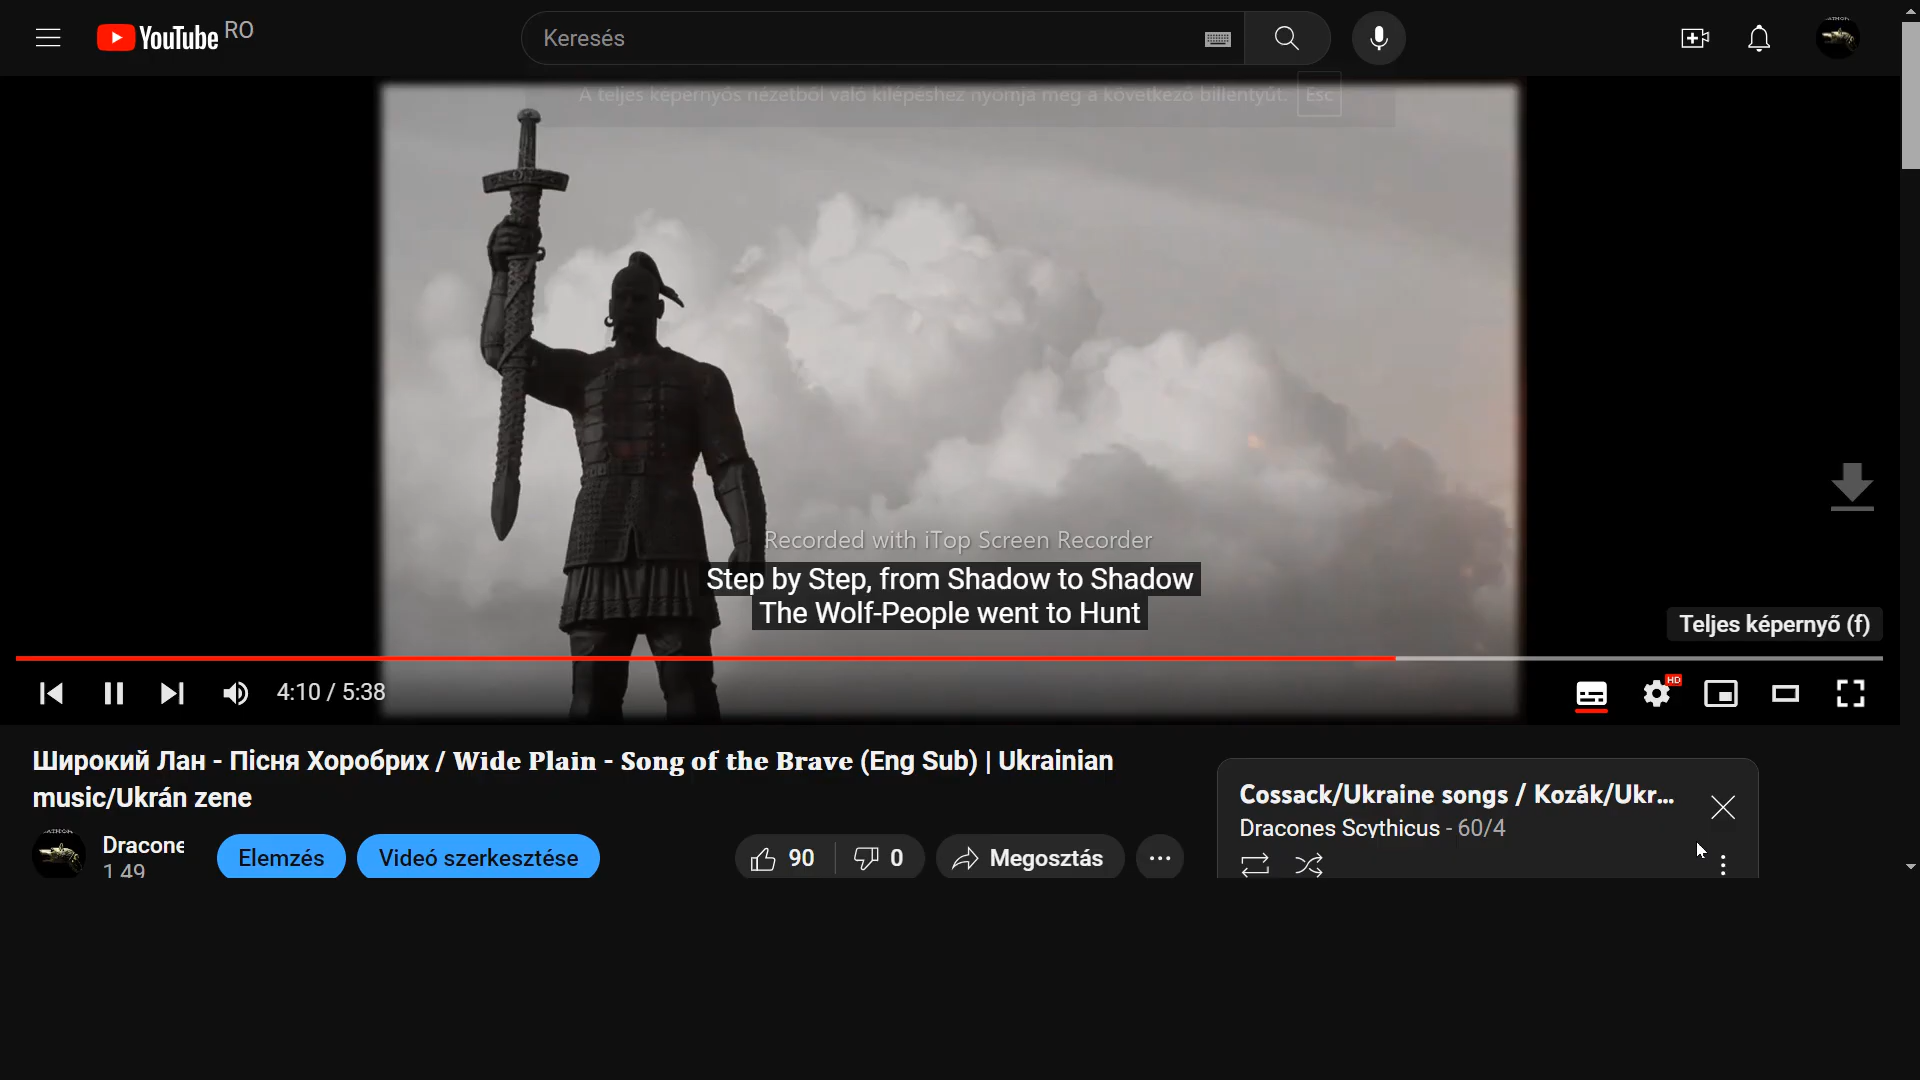 YouTube RO
Keresés
A teljes képernyős nézetből való kilépéshez nyomja meg a következő billentyűt. Esc
Recorded with iTop Screen Recorder
Step by Step, from Shadow to Shadow
The Wolf-People went to Hunt
Teljes képernyő (f)
4:10 / 5:38
HD
Широкий Лан - Пісня Хоробрих / Wide Plain - Song of the Brave (Eng Sub) | Ukrainian
music/Ukrán zene
Cossack/Ukraine songs / Kozák/Ukr...
Dracones Scythicus - 60/4
Dracone
1 49
Elemzés
Videó szerkesztése
90
0
Megosztás